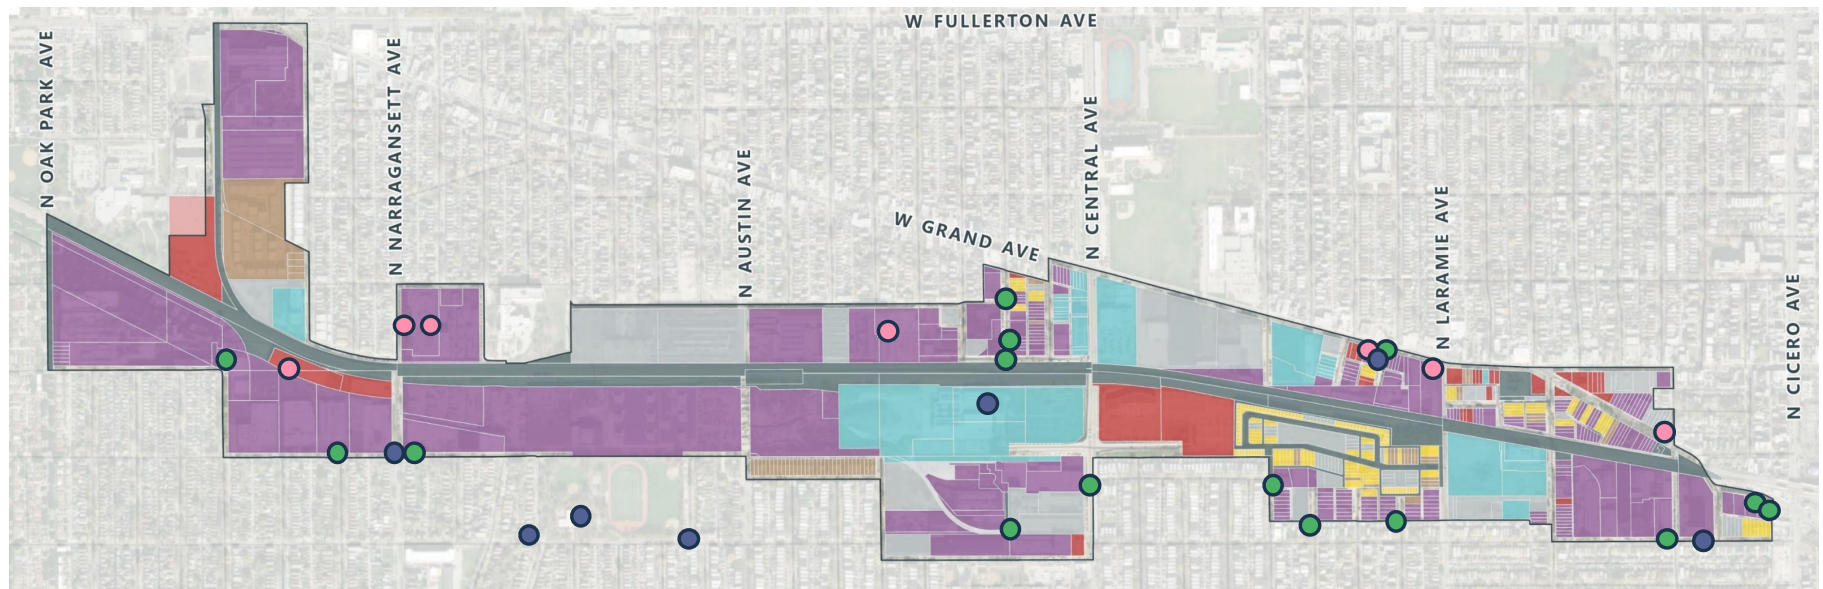 W FULLERTON AVE
N OAK PARK AVE
N NARRAGANSETT AVE
N AUSTIN AVE
W GRAND AVE
N CENTRAL AVE
N LARAMIE AVE
N CICERO AVE